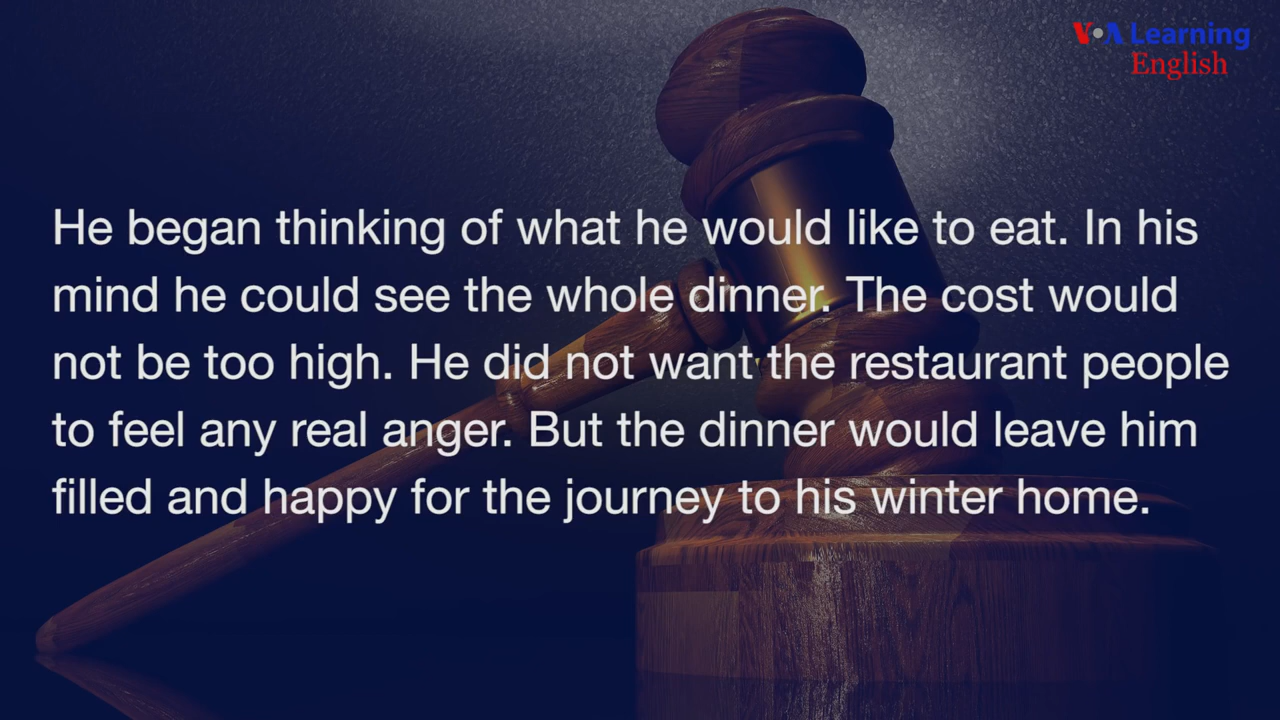 VOA Learning
English
He began thinking of what he would like to eat. In his
mind he could see the whole dinner. The cost would
not be too high. He did not want the restaurant people
to feel any real anger. But the dinner would leave him
filled and happy for the journey to his winter home.